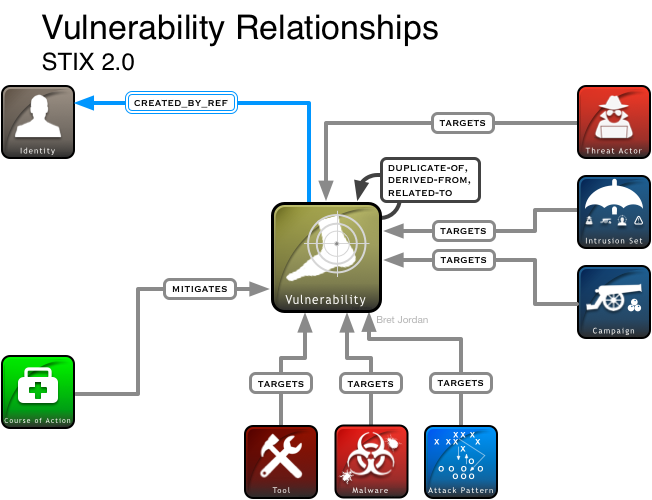 Vulnerability Relationships
STIX 2.0
CREATED_BY_REF
Identity
TARGETS
Threat Actor
DUPLICATE-OF,
DERIVED-FROM,
RELATED-TO
TARGETS
Intrusion Set
TARGETS
Vulnerability
MITIGATES
Bret Jordan
Campaign
TARGETS
TARGETS
TARGETS
Course of Action
X X X
X X X X
X
O
O O O O O
Tool
Malware
Attack Pattern